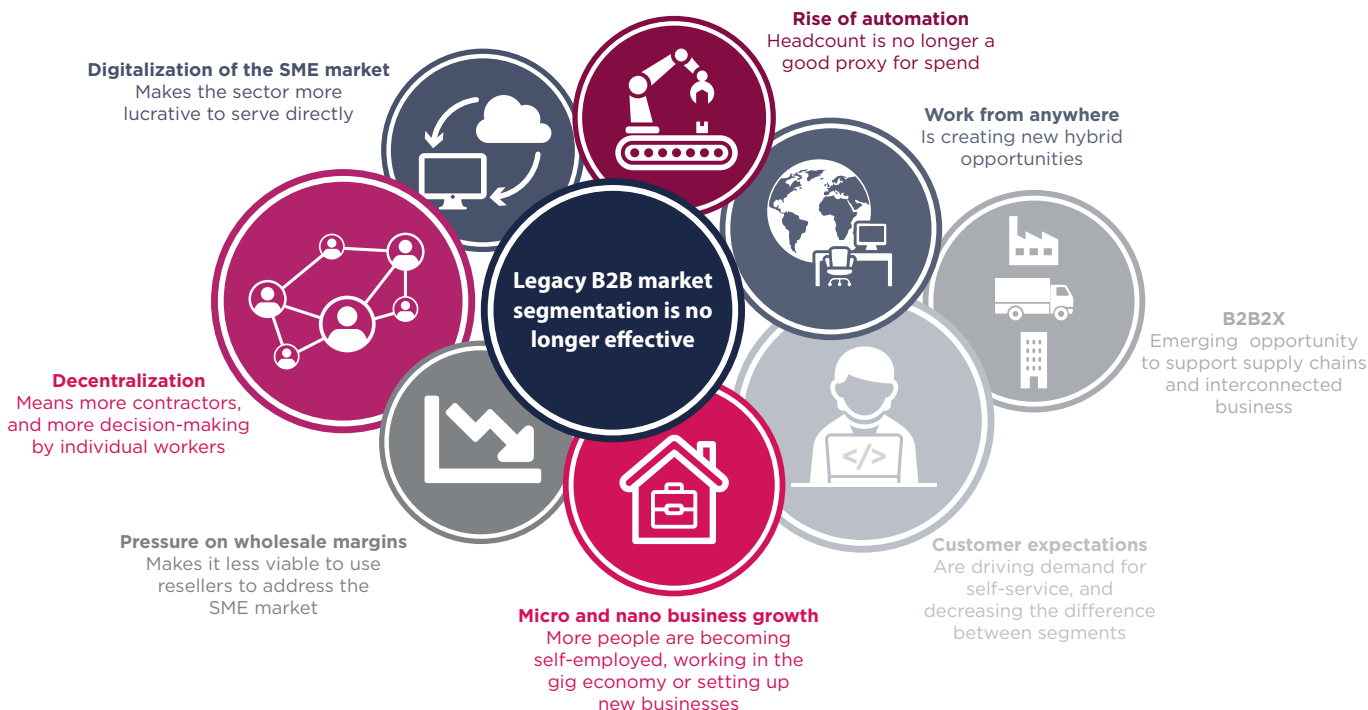 Rise of automation
Headcount is no longer a
good proxy for spend
Digitalization of the SME market
Makes the sector more
lucrative to serve directly
Work from anywhere
Is creating new hybrid
opportunities
Legacy B2B market
segmentation is no
longer effective
B2B2X
Emerging opportunity
to support supply chains
and interconnected
business
Decentralization
Means more contractors,
and more decision-making
by individual workers
</>
Pressure on wholesale margins
Makes it less viable to use
resellers to address the
SME market
Customer expectations
Are driving demand for
self-service, and
decreasing the difference
between segments
Micro and nano business growth
More people are becoming
self-employed, working in the
gig economy or setting up
new businesses